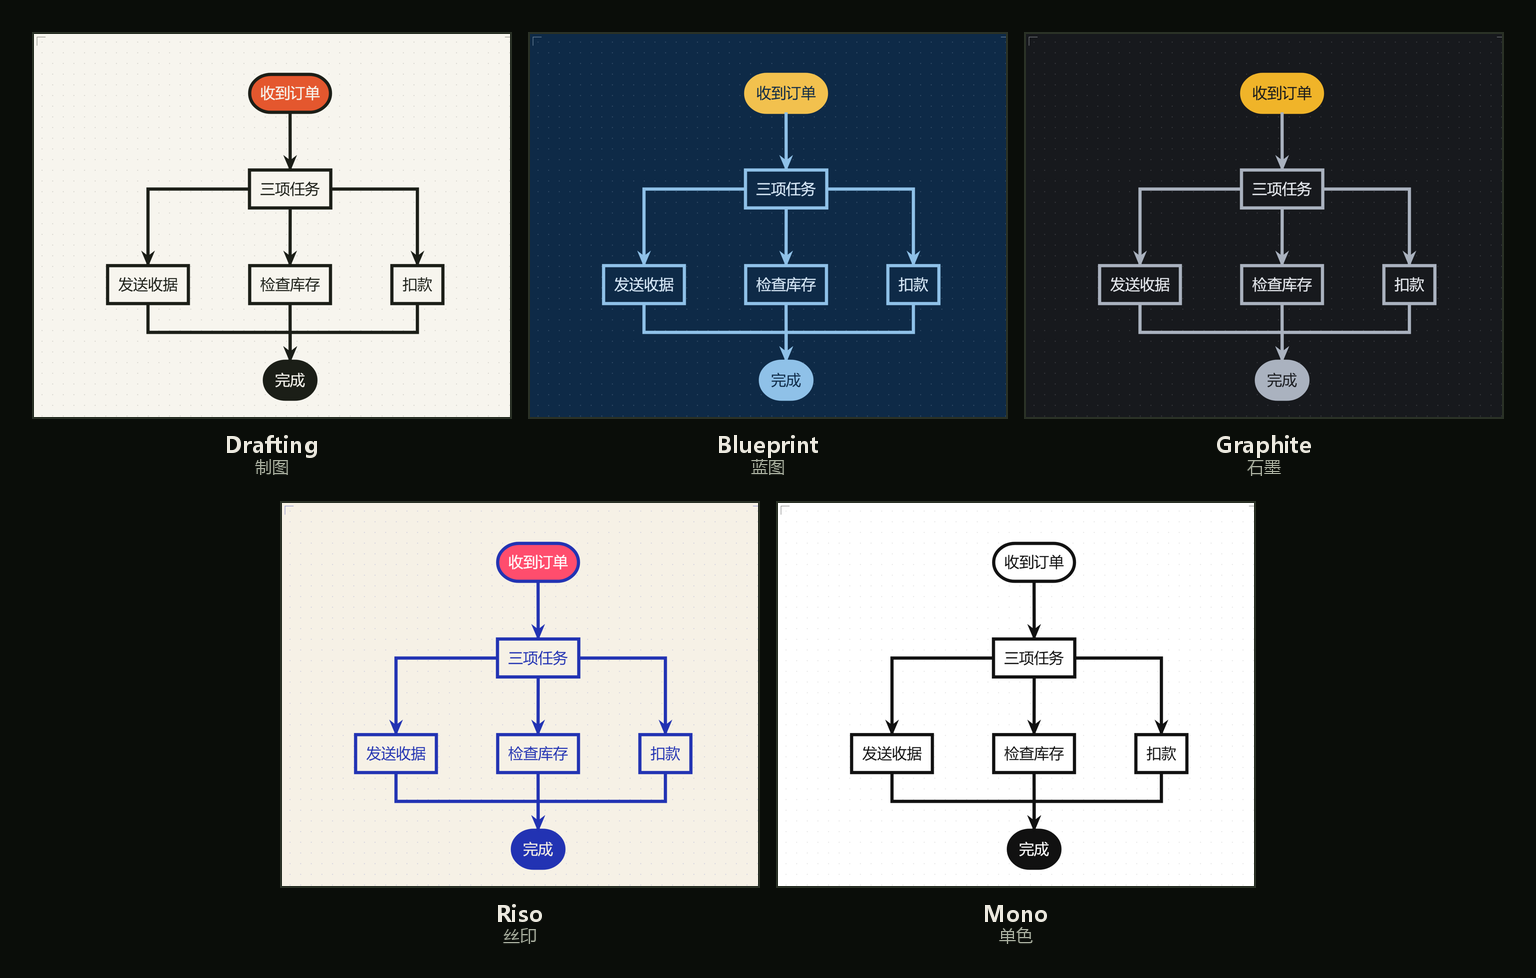 收到订单
三项任务
发送收据
检查库存
扣款
完成
Drafting
制图
收到订单
三项任务
发送收据
检查库存
扣款
完成
Blueprint
蓝图
收到订单
三项任务
发送收据
检查库存
扣款
完成
Graphite
石墨
收到订单
三项任务
发送收据
检查库存
扣款
完成
Riso
丝印
收到订单
三项任务
发送收据
检查库存
扣款
完成
Mono
单色